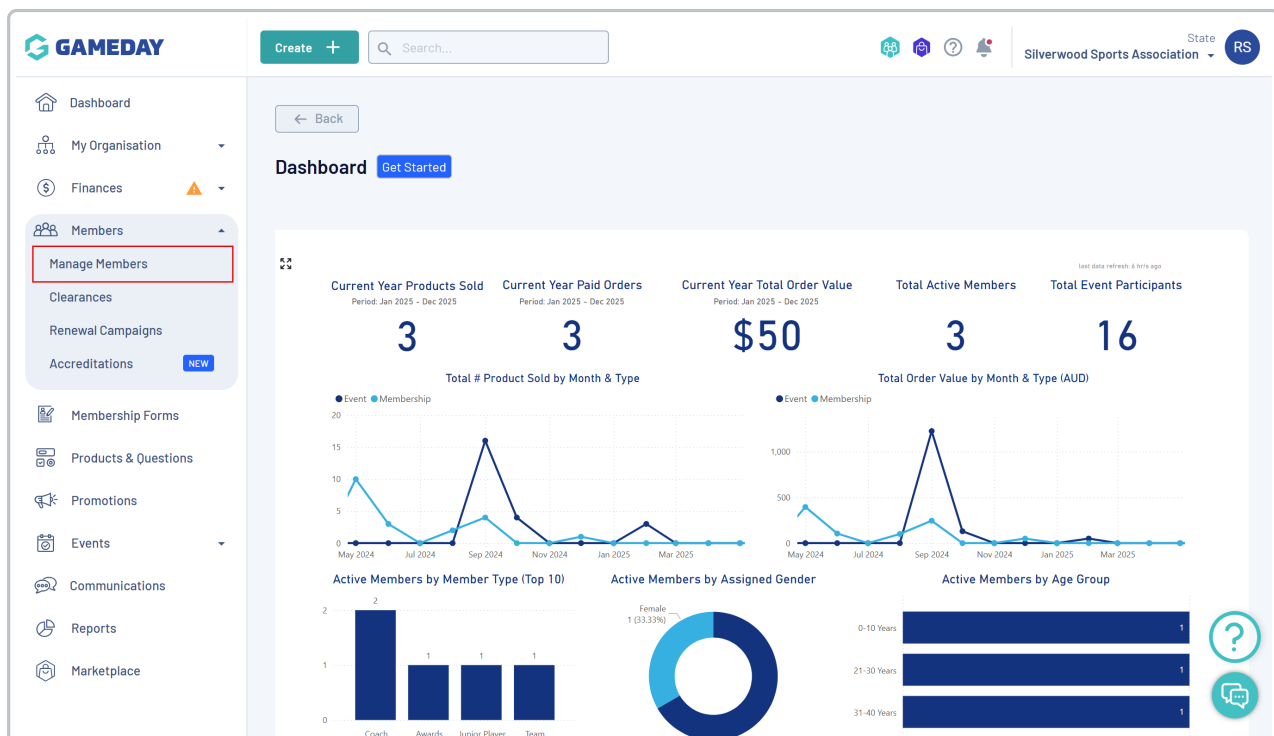 GAMEDAY
Create +
Search...
State
Silverwood Sports Association
RS
Dashboard
My Organisation
Finances
Members
Manage Members
Clearances
Renewal Campaigns
Accreditations NEW
Membership Forms
Products & Questions
Promotions
Events
Communications
Reports
Marketplace
← Back
Dashboard Get Started
last data refresh: 6 hr/s ago
Current Year Products Sold
Period: Jan 2025 - Dec 2025
3
Current Year Paid Orders
Period: Jan 2025 - Dec 2025
3
Current Year Total Order Value
Period: Jan 2025 - Dec 2025
$50
Total Active Members
3
Total Event Participants
16
Total # Product Sold by Month & Type
Event Membership
20
15
10
5
0
May 2024 Jul 2024 Sep 2024 Nov 2024 Jan 2025 Mar 2025
Total Order Value by Month & Type (AUD)
Event Membership
1,000
500
0
May 2024 Jul 2024 Sep 2024 Nov 2024 Jan 2025 Mar 2025
Active Members by Member Type (Top 10)
2
1
0
2 1 1 1
Coach Awards Junior Player Team
Active Members by Assigned Gender
Female
1 (33.33%)
Active Members by Age Group
0-10 Years 1
21-30 Years 1
31-40 Years 1
?